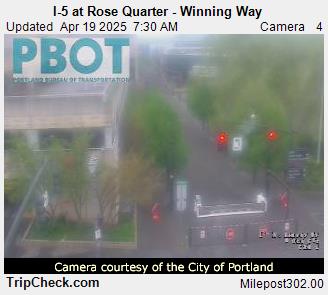 I-5 at Rose Quarter - Winning Way
Updated  Apr 19 2025  7:30 AM
Camera  4
PBOT
PORTLAND BUREAU OF TRANSPORTATION
Camera courtesy of the City of Portland
TripCheck.com
Milepost302.00